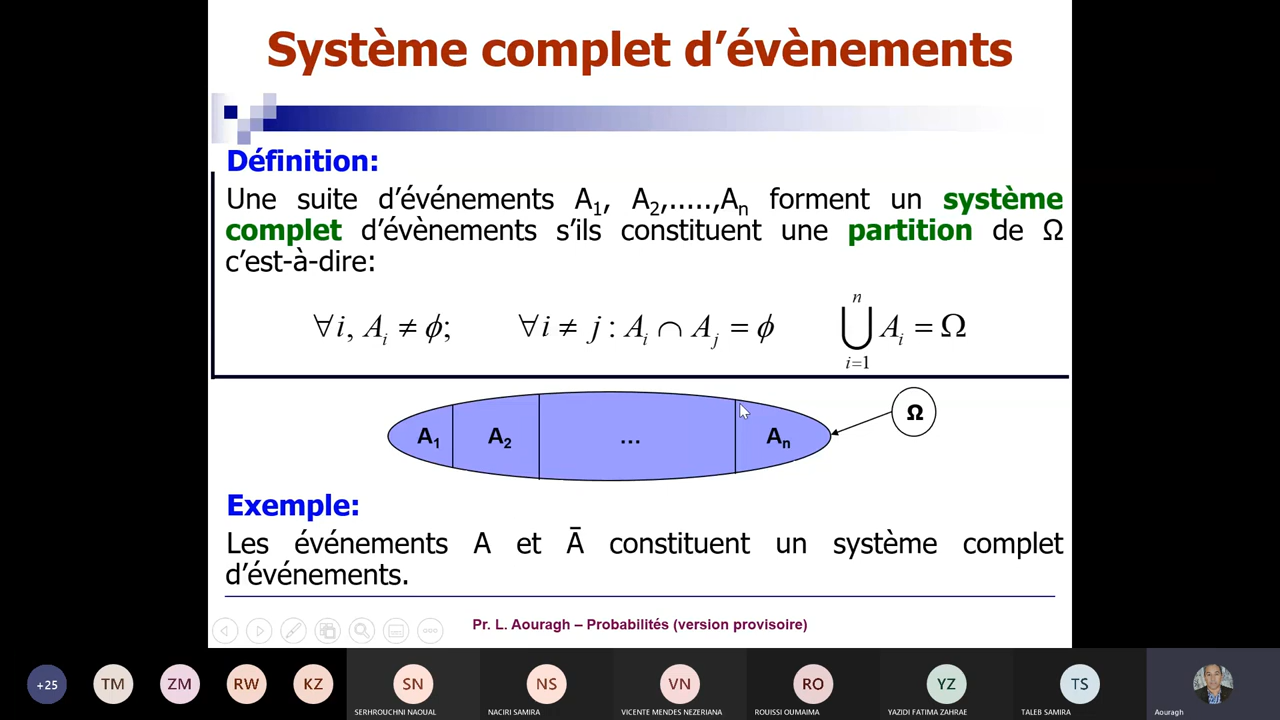 Système complet d’évènements
Définition:
Une suite d’événements A₁, A₂,.....,Aₙ forment un système
complet d’évènements s’ils constituent une partition de Ω
c’est-à-dire:
∀i, Aᵢ ≠ ϕ; ∀i ≠ j : Aᵢ ∩ Aⱼ = ϕ ⋃ⁿᵢ₌₁ Aᵢ = Ω
A₁ A₂ ... Aₙ Ω
Exemple:
Les événements A et Ā constituent un système complet
d’événements.
Pr. L. Aouragh – Probabilités (version provisoire)
+25 TM ZM RW KZ SN NS VN RO YZ TS
SERHROUCHNI NAOUAL NACIRI SAMIRA VICENTE MENDES NEZERIANA ROUISSI OUMAIMA YAZIDI FATIMA ZAHRAE TALEB SAMIRA Aouragh